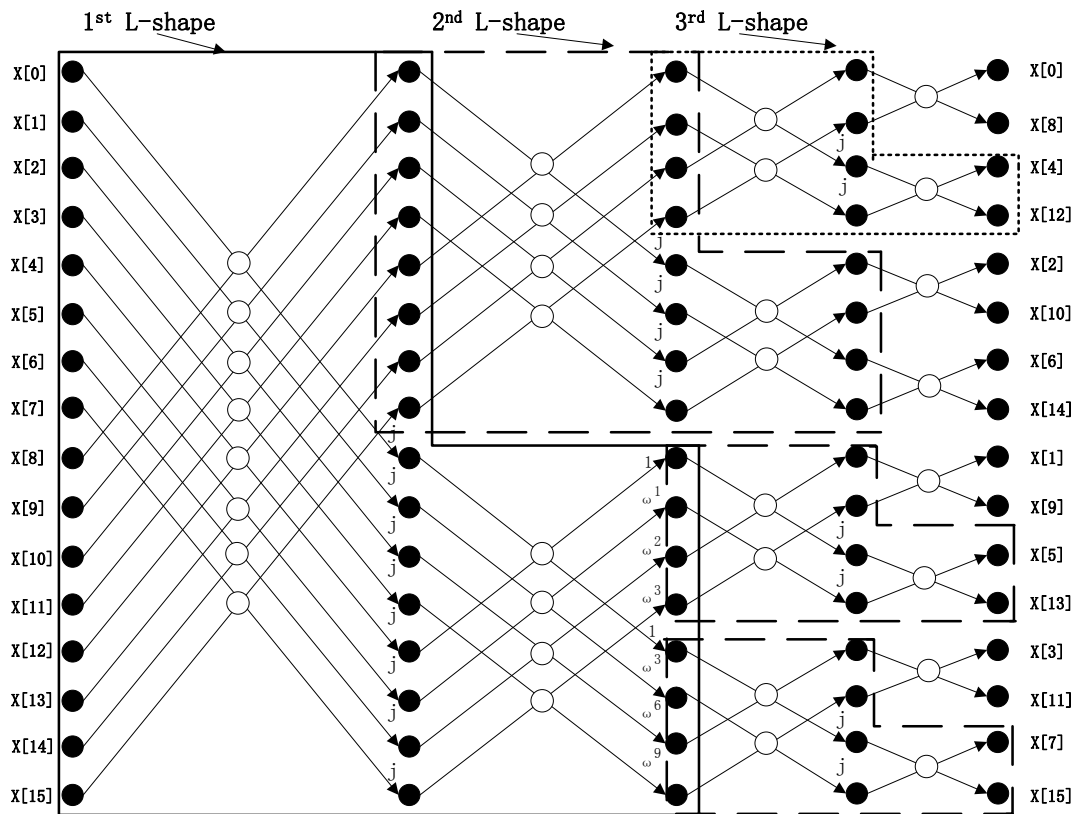 1st L-shape
2nd L-shape
3rd L-shape
X[0]
X[1]
X[2]
X[3]
X[4]
X[5]
X[6]
X[7]
X[8]
X[9]
X[10]
X[11]
X[12]
X[13]
X[14]
X[15]
j
j
j
j
j
j
j
j
j
j
j
j
1
ω1
ω2
ω3
1
ω3
ω6
ω9
j
j
j
j
j
j
X[0]
X[8]
X[4]
X[12]
X[2]
X[10]
X[6]
X[14]
X[1]
X[9]
X[5]
X[13]
X[3]
X[11]
X[7]
X[15]